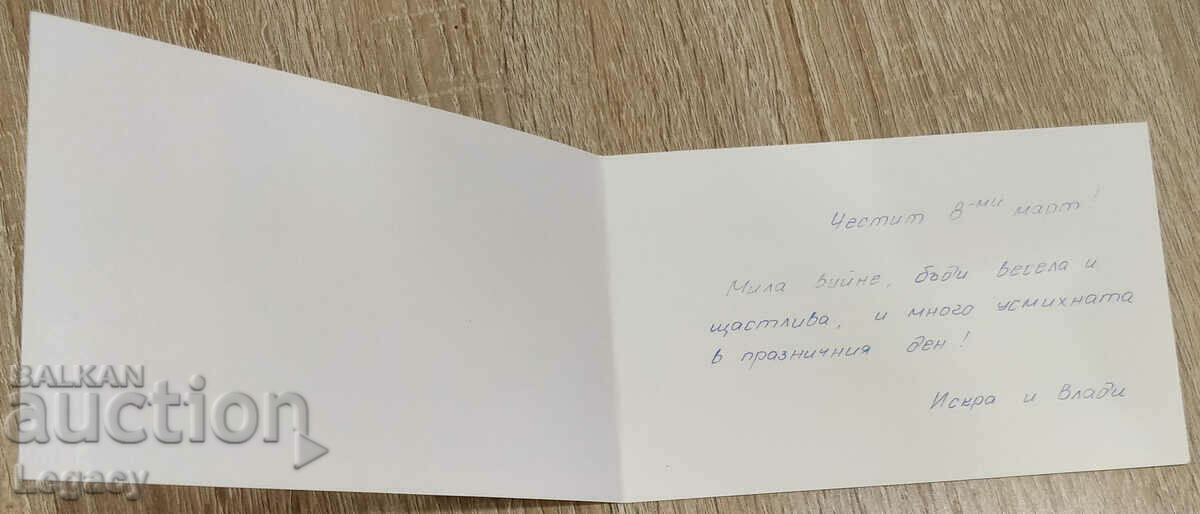 Честит 8-ми март!
Мила вуйне, бъди весела и
щастлива, и много усмихната
в празничния ден!
Искра и Влади
BALKAN
auction
Legacy